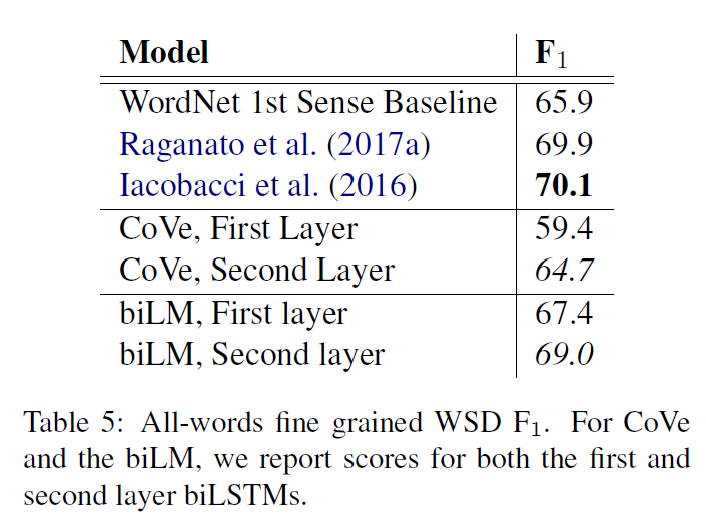 Model F1
WordNet 1st Sense Baseline 65.9
Raganato et al. (2017a) 69.9
Iacobacci et al. (2016) 70.1
CoVe, First Layer 59.4
CoVe, Second Layer 64.7
biLM, First layer 67.4
biLM, Second layer 69.0
Table 5: All-words fine grained WSD F1. For CoVe
and the biLM, we report scores for both the first and
second layer biLSTMs.